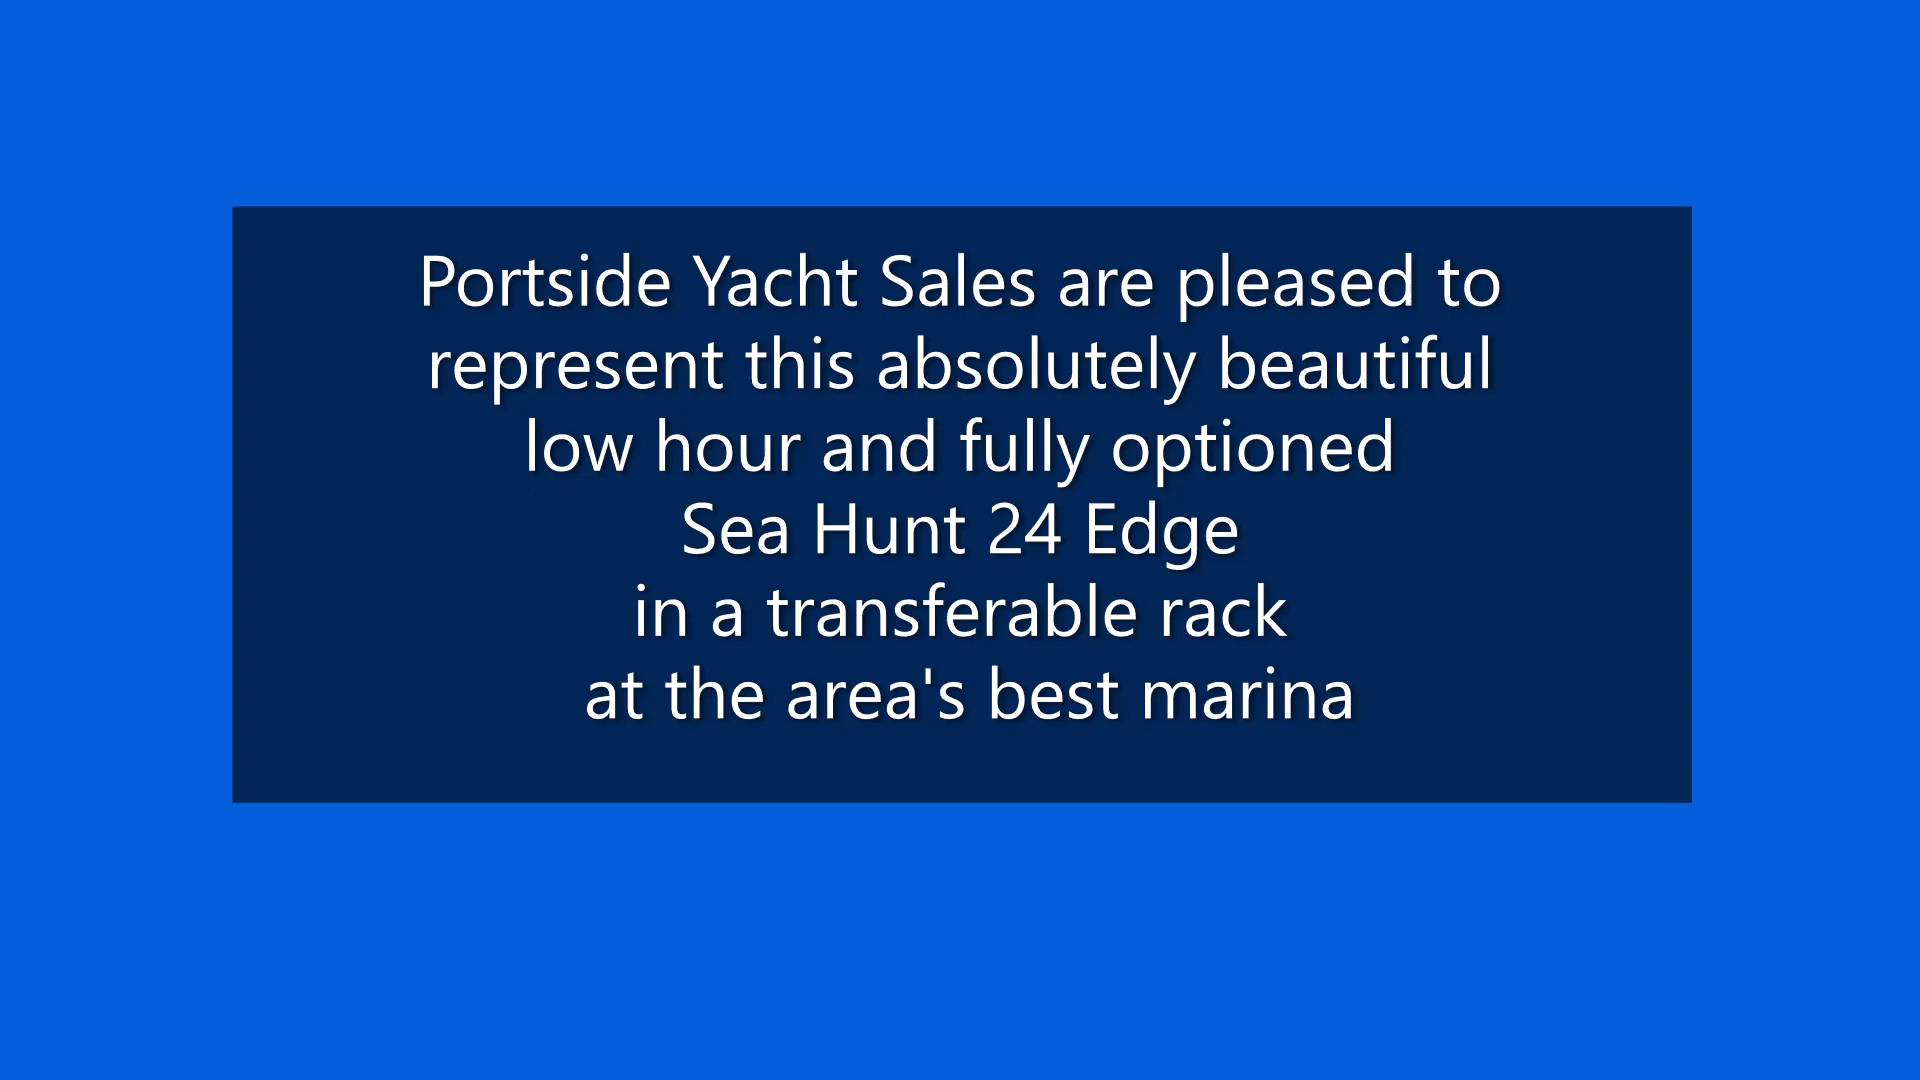 Portside Yacht Sales are pleased to
represent this absolutely beautiful
low hour and fully optioned
Sea Hunt 24 Edge
in a transferable rack
at the area's best marina